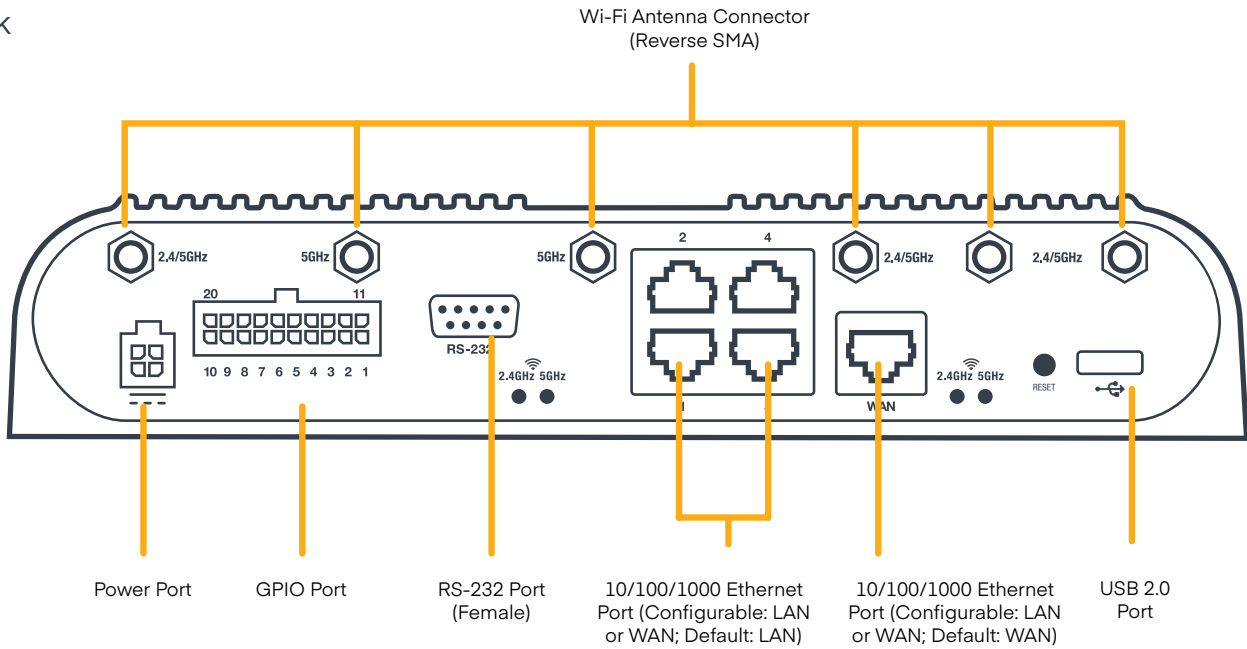 k
Wi-Fi Antenna Connector
(Reverse SMA)
2.4/5GHz
5GHz
5GHz
2.4/5GHz
2.4/5GHz
2
4
20
11
10 9 8 7 6 5 4 3 2 1
RS-232
2.4GHz 5GHz
1
WAN
2.4GHz 5GHz
RESET
Power Port
GPIO Port
RS-232 Port
(Female)
10/100/1000 Ethernet
Port (Configurable: LAN
or WAN; Default: LAN)
10/100/1000 Ethernet
Port (Configurable: LAN
or WAN; Default: WAN)
USB 2.0
Port